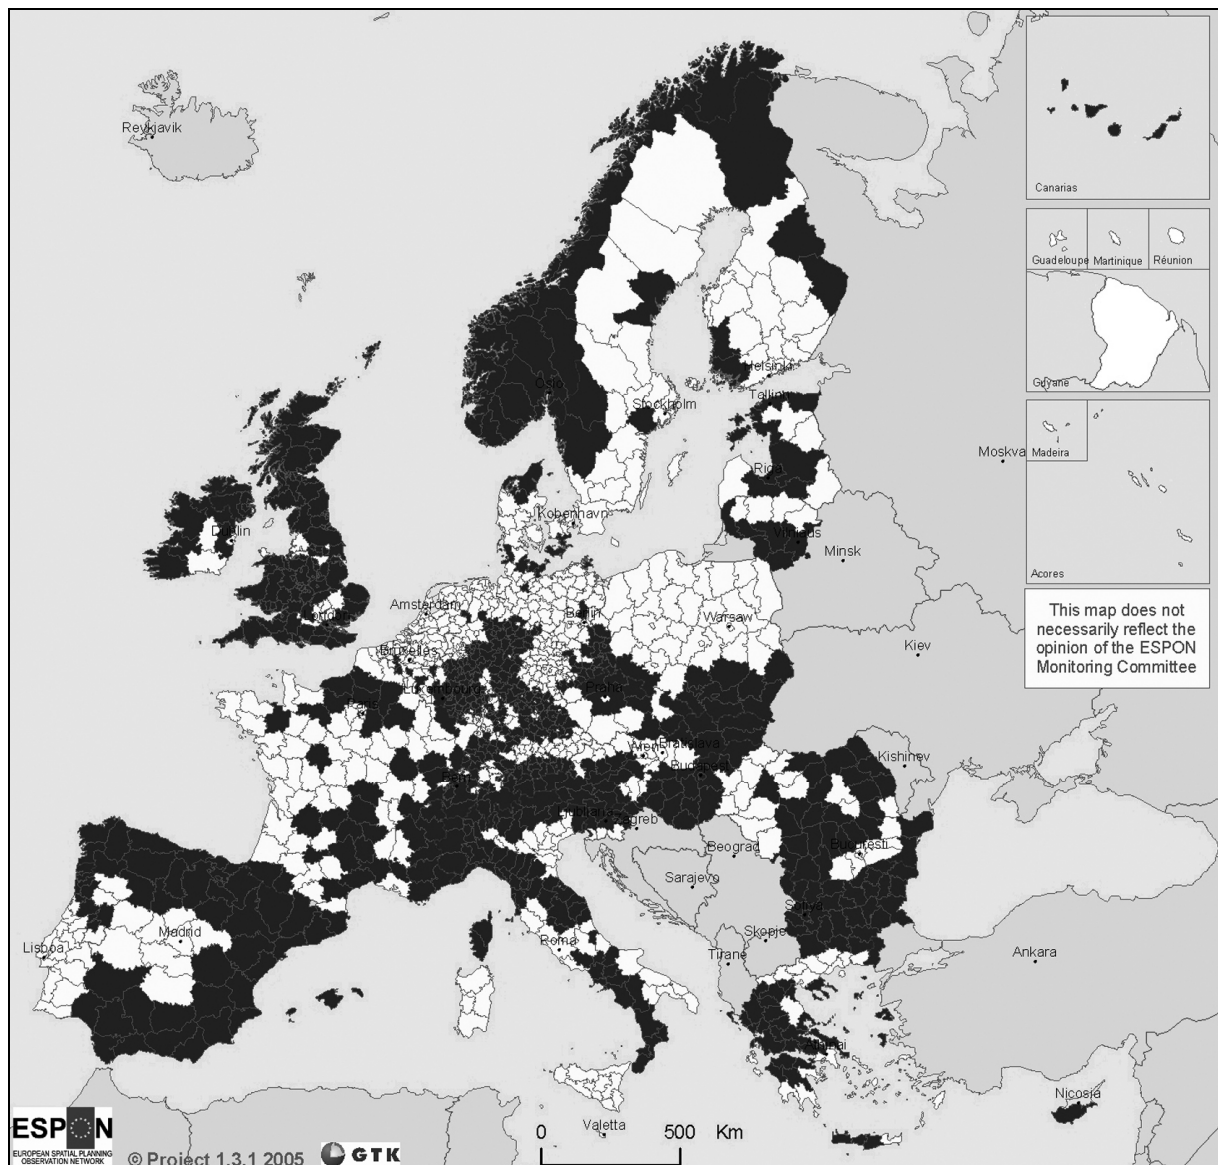 Reykjavik
Canarias
Guadeloupe
Martinique
Réunion
Guyane
Oslo
Helsinki
Stockholm
Tallinn
Madeira
Moskva
Riga
Dublin
Kobenhavn
Vilnius
Minsk
Acores
London
Amsterdam
Berlin
Warsaw
This map does not
necessarily reflect the
opinion of the ESPON
Monitoring Committee
Kiev
Bruxelles
Luxembourg
Praha
Paris
Wien
Bratislava
Budapest
Kishinev
Bern
Ljubljana
Zagreb
Beograd
Bucuresti
Sarajevo
Sofiya
Madrid
Lisboa
Roma
Skopje
Tirane
Ankara
Athinai
Nicosia
Valetta
0 500 Km
ESPON
EUROPEAN SPATIAL PLANNING
OBSERVATION NETWORK
© Project 1.3.1 2005
GTK